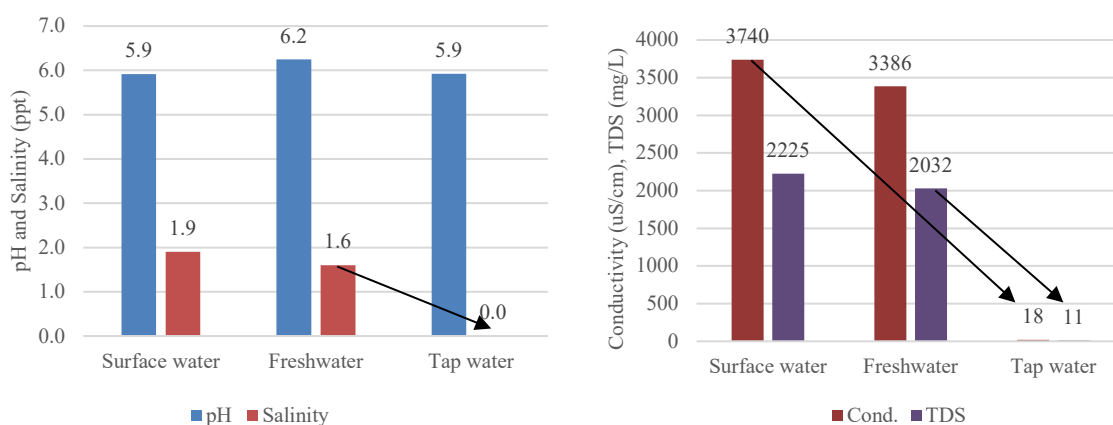 7.0
6.0
5.0
4.0
3.0
2.0
1.0
0.0
pH and Salinity (ppt)
5.9
6.2
5.9
1.9
1.6
0.0
Surface water
Freshwater
Tap water
pH
Salinity
4000
3500
3000
2500
2000
1500
1000
500
0
Conductivity (uS/cm), TDS (mg/L)
3740
3386
2225
2032
18
11
Surface water
Freshwater
Tap water
Cond.
TDS